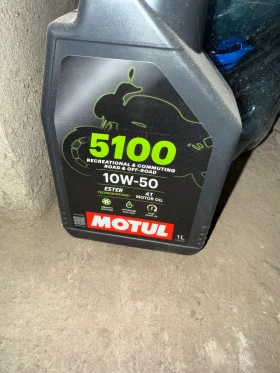 5100
RECREATIONAL & COMMUTING
ROAD & OFF-ROAD
10W-50
ESTER
4T
MOTOR OIL
MOTUL
1L